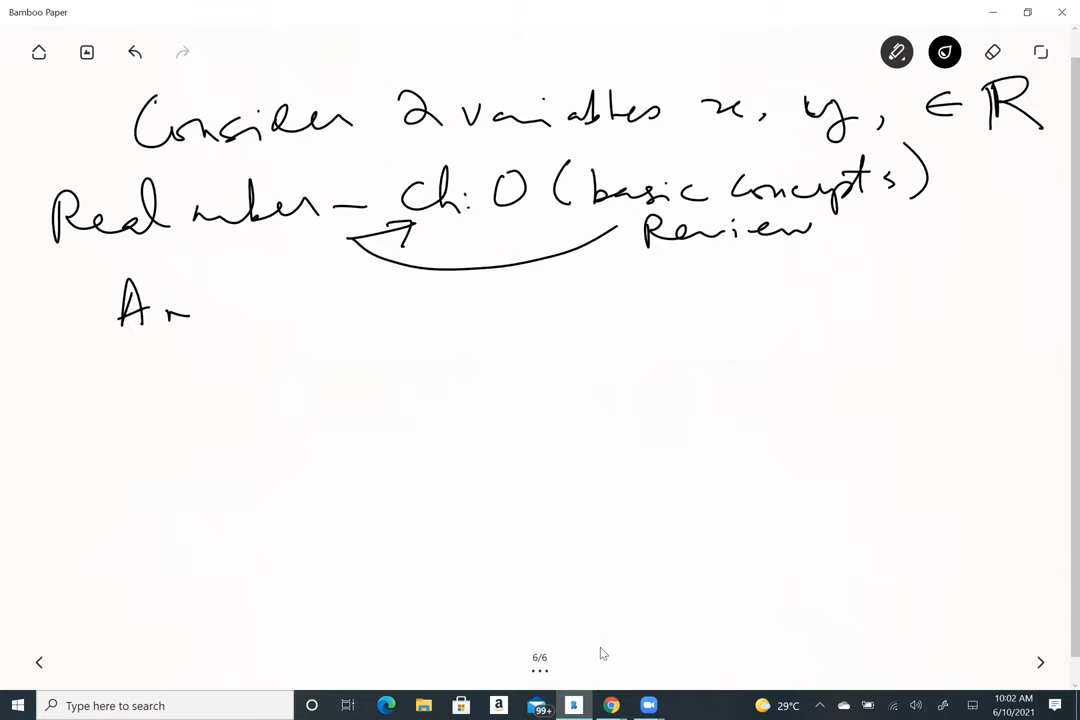 Bamboo Paper
Consider 2 variables x, y, ∈ ℝ
Real number - Ch: 0 (basic concepts)
Review
A r
6/6
Type here to search
99+
29°C
10:02 AM
6/10/2021